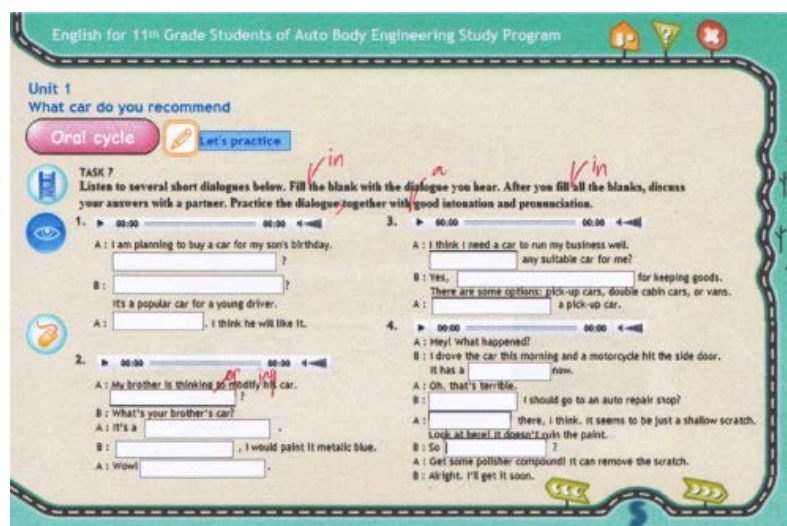 English for 11th Grade Students of Auto Body Engineering Study Program
Unit 1
What car do you recommend
Oral cycle
Let's practice
TASK 7
in
a
in
Listen to several short dialogues below. Fill the blank with the dialogue you hear. After you fill all the blanks, discuss
your answers with a partner. Practice the dialogue together with good intonation and pronunciation.
1. 00:00 00:00
A : I am planning to buy a car for my son's birthday.
?
B : ?
It's a popular car for a young driver.
A : . I think he will like it.
2. 00:00 00:00
of ing
A : My brother is thinking to modify his car.
?
B : What's your brother's car?
A : It's a .
B : , I would paint it metalic blue.
A : Wow! .
3. 00:00 00:00
A : I think I need a car to run my business well.
any suitable car for me?
B : Yes, for keeping goods.
There are some options: pick-up cars, double cabin cars, or vans.
A : a pick-up car.
4. 00:00 00:00
A : Hey! What happened?
B : I drove the car this morning and a motorcycle hit the side door.
It has a now.
A : Oh, that's terrible.
B : I should go to an auto repair shop?
A : there, I think. It seems to be just a shallow scratch.
Look at here! It doesn't ruin the paint.
B : So ?
A : Get some polisher compound! It can remove the scratch.
B : Alright. I'll get it soon.